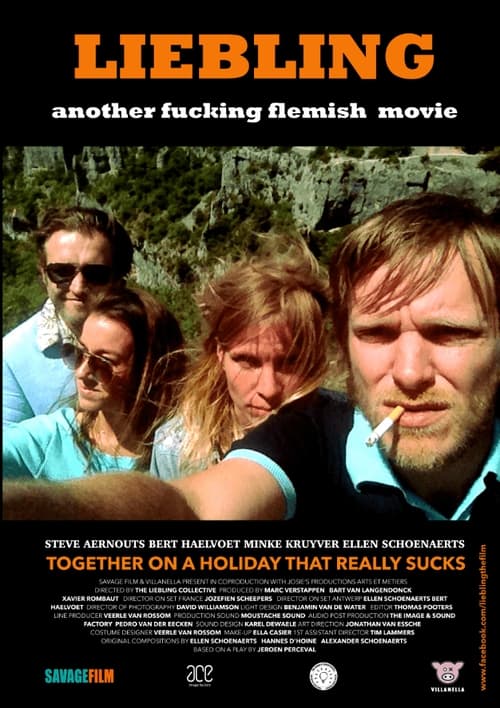 LIEBLING
another fucking flemish movie
STEVE AERNOUTS BERT HAELVOET MINKE KRUYVER ELLEN SCHOENAERTS
TOGETHER ON A HOLIDAY THAT REALLY SUCKS
SAVAGE FILM & VILLANELLA PRESENT IN COPRODUCTION WITH JOSIE'S PRODUCTIONS ARTS ET METIERS
DIRECTED BY THE LIEBLING COLLECTIVE PRODUCED BY MARC VERSTAPPEN BART VAN LANGENDONCK
XAVIER ROMBAUT DIRECTOR ON SET FRANCE JOZEFIEN SCHEEPERS DIRECTOR ON SET ANTWERP ELLEN SCHOENAERTS BERT
HAELVOET DIRECTOR OF PHOTOGRAPHY DAVID WILLIAMSON LIGHT DESIGN BENJAMIN VAN DE WATER EDITOR THOMAS POOTERS
LINE PRODUCER VEERLE VAN ROSSOM PRODUCTION SOUND MOUSTACHE SOUND AUDIO POST PRODUCTION THE IMAGE & SOUND
FACTORY PEDRO VAN DER EECKEN SOUND DESIGN KAREL DEWAELE ART DIRECTION JONATHAN VAN ESSCHE
COSTUME DESIGNER VEERLE VAN ROSSOM MAKE-UP ELLA CASIER 1ST ASSISTANT DIRECTOR TIM LAMMERS
ORIGINAL COMPOSITIONS BY ELLEN SCHOENAERTS HANNES D'HOINE ALEXANDER SCHOENAERTS
BASED ON A PLAY BY JEROEN PERCEVAL
SAVAGEFILM
ace
VILLANELLA
www.facebook.com/lieblingthefilm